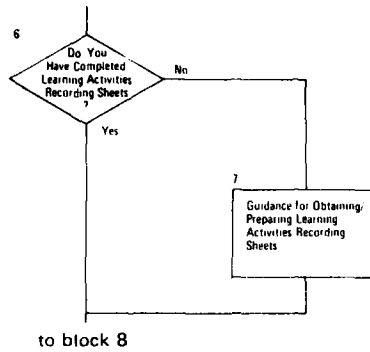 6
Do You
Have Completed
Learning Activities
Recording Sheets
?
No
Yes
7
Guidance for Obtaining/
Preparing Learning
Activities Recording
Sheets
to block 8